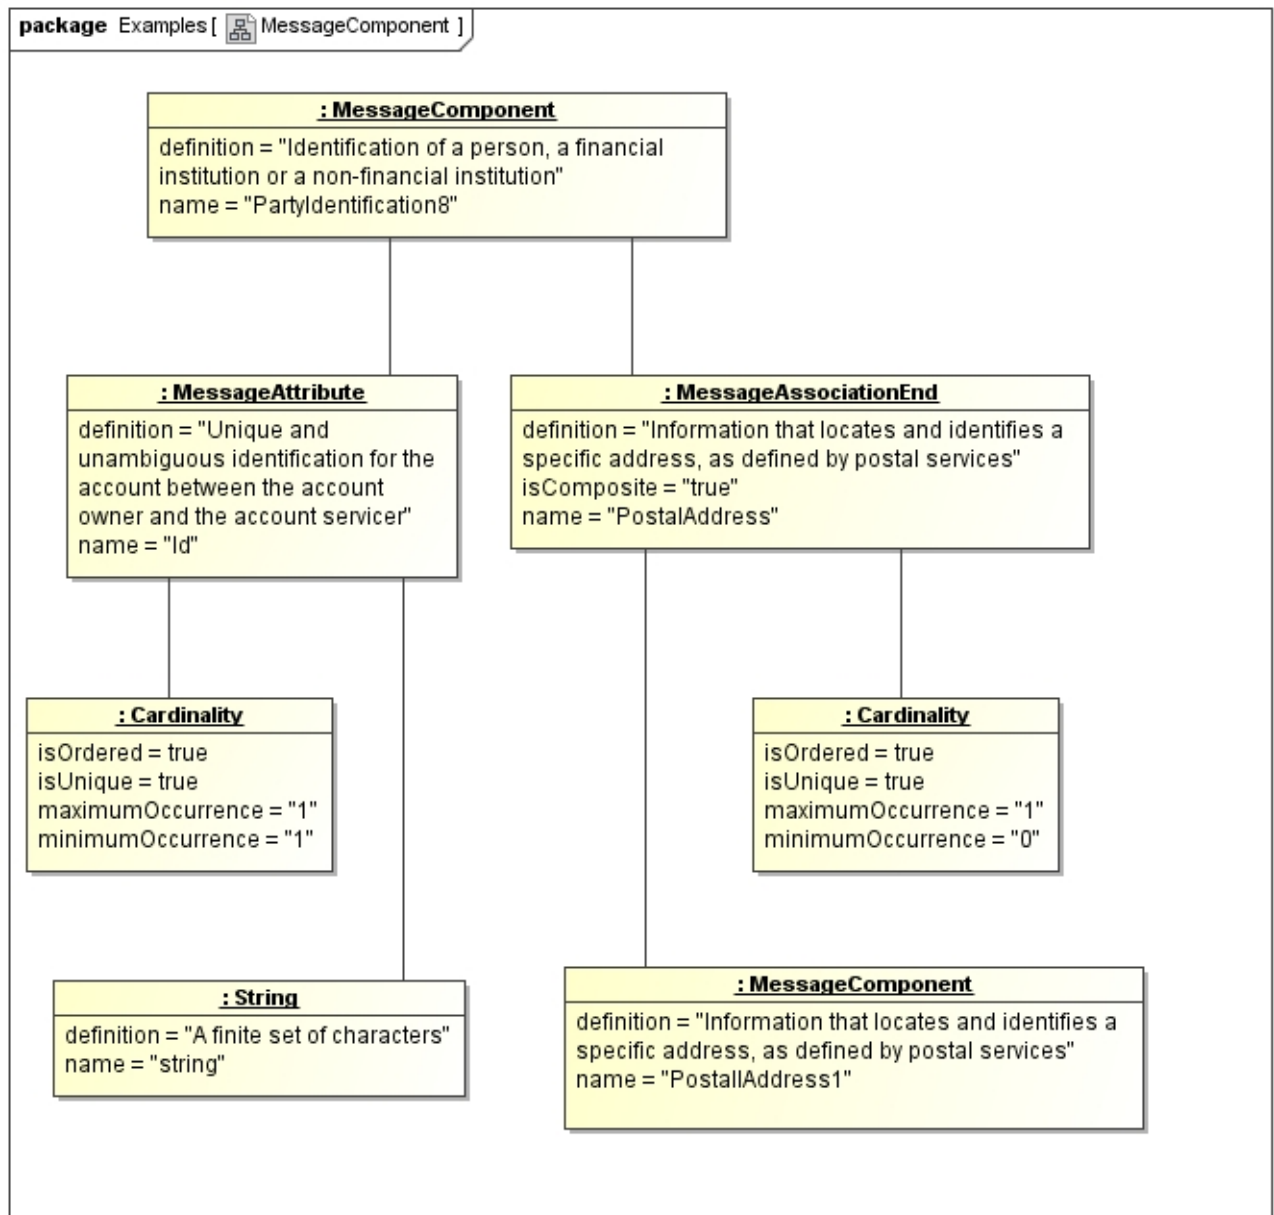 package Examples [ MessageComponent ]
: MessageComponent
definition = "Identification of a person, a financial
institution or a non-financial institution"
name = "PartyIdentification8"
: MessageAttribute
definition = "Unique and
unambiguous identification for the
account between the account
owner and the account servicer"
name = "Id"
: MessageAssociationEnd
definition = "Information that locates and identifies a
specific address, as defined by postal services"
isComposite = "true"
name = "PostalAddress"
: Cardinality
isOrdered = true
isUnique = true
maximumOccurrence = "1"
minimumOccurrence = "1"
: Cardinality
isOrdered = true
isUnique = true
maximumOccurrence = "1"
minimumOccurrence = "0"
: String
definition = "A finite set of characters"
name = "string"
: MessageComponent
definition = "Information that locates and identifies a
specific address, as defined by postal services"
name = "PostallAddress1"